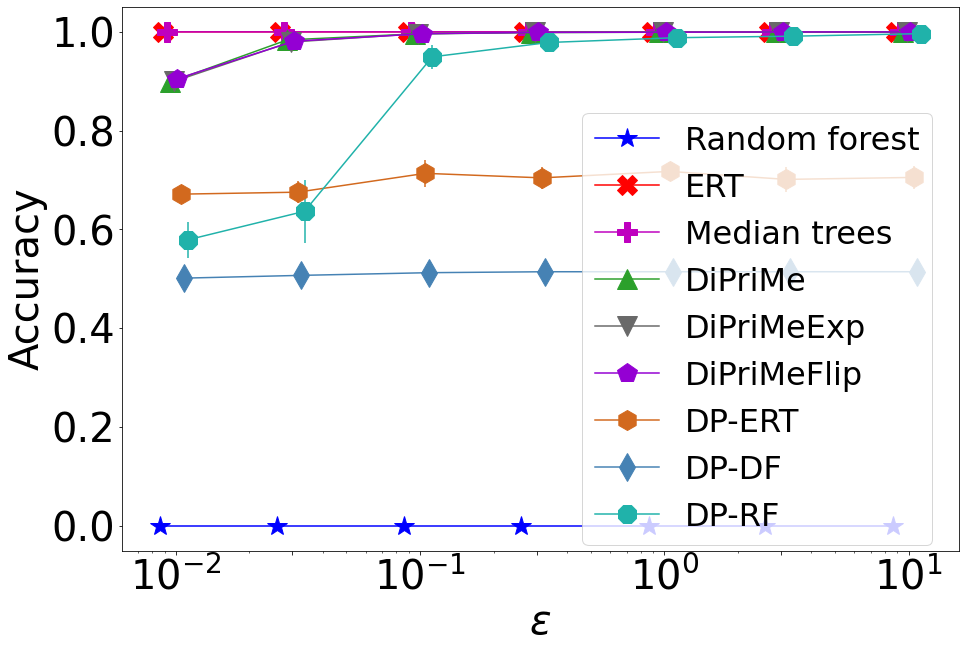 1.0
0.8
0.6
0.4
0.2
0.0
Accuracy
Random forest
ERT
Median trees
DiPriMe
DiPriMeExp
DiPriMeFlip
DP-ERT
DP-DF
DP-RF
10⁻² 10⁻¹ 10⁰ 10¹
ε